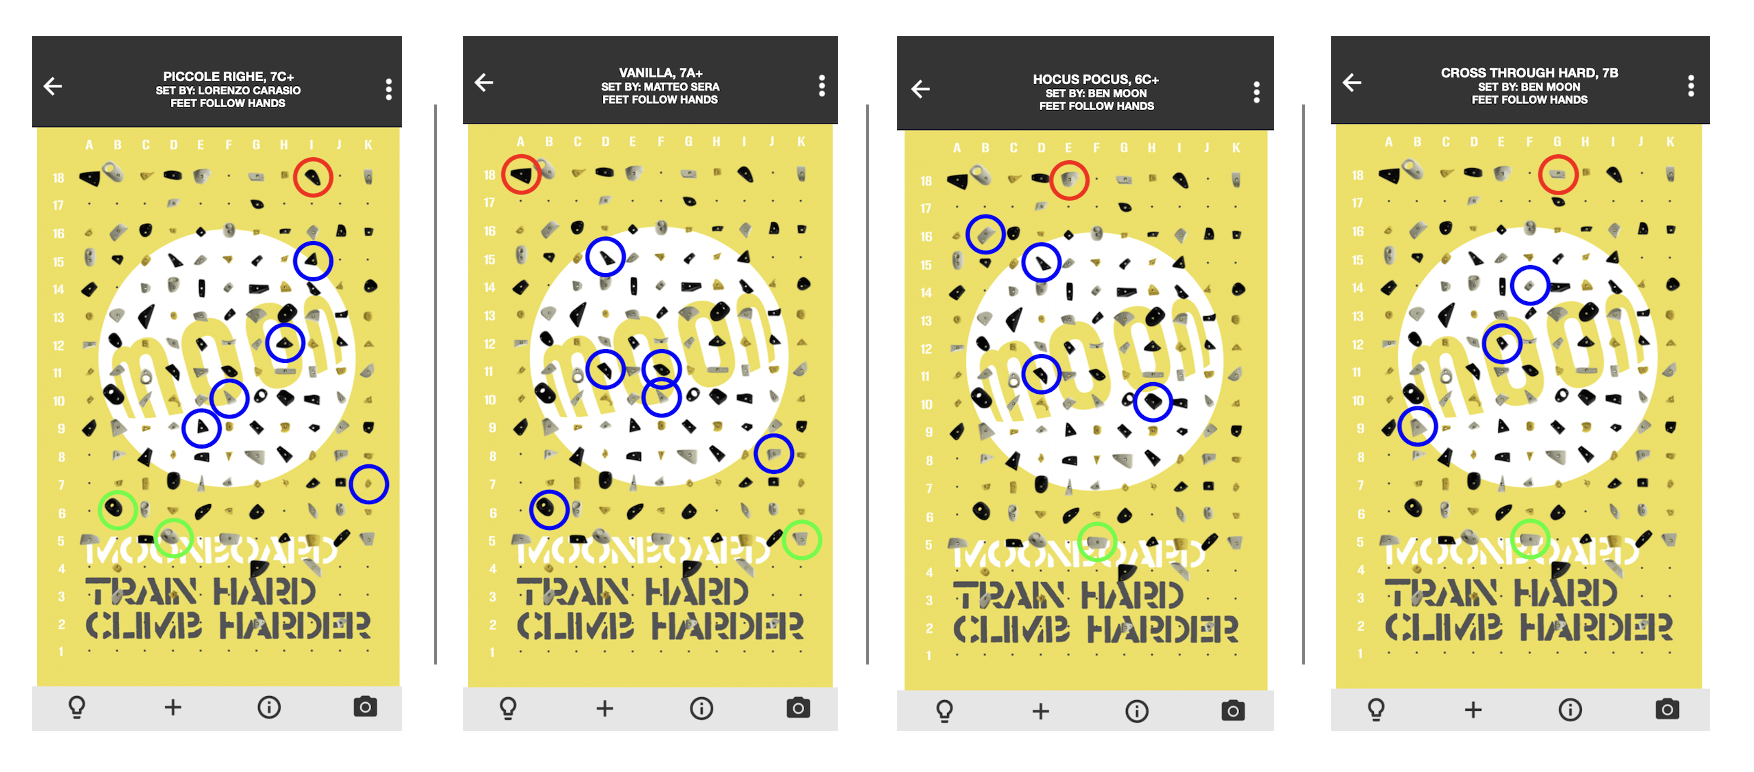 PICCOLE RIGHE, 7C+
SET BY: LORENZO CARASIO
FEET FOLLOW HANDS
A B C D E F G H I J K
18
17
16
15
14
13
12
11
10
9
8
7
6
5
4
3
2
1
moon
MOONBOARD
TRAIN HARD
CLIMB HARDER
VANILLA, 7A+
SET BY: MATTEO SERA
FEET FOLLOW HANDS
A B C D E F G H I J K
18
17
16
15
14
13
12
11
10
9
8
7
6
5
4
3
2
1
moon
MOONBOARD
TRAIN HARD
CLIMB HARDER
HOCUS POCUS, 6C+
SET BY: BEN MOON
FEET FOLLOW HANDS
A B C D E F G H I J K
18
17
16
15
14
13
12
11
10
9
8
7
6
5
4
3
2
1
moon
MOONBOARD
TRAIN HARD
CLIMB HARDER
CROSS THROUGH HARD, 7B
SET BY: BEN MOON
FEET FOLLOW HANDS
A B C D E F G H I J K
18
17
16
15
14
13
12
11
10
9
8
7
6
5
4
3
2
1
moon
MOONBOARD
TRAIN HARD
CLIMB HARDER